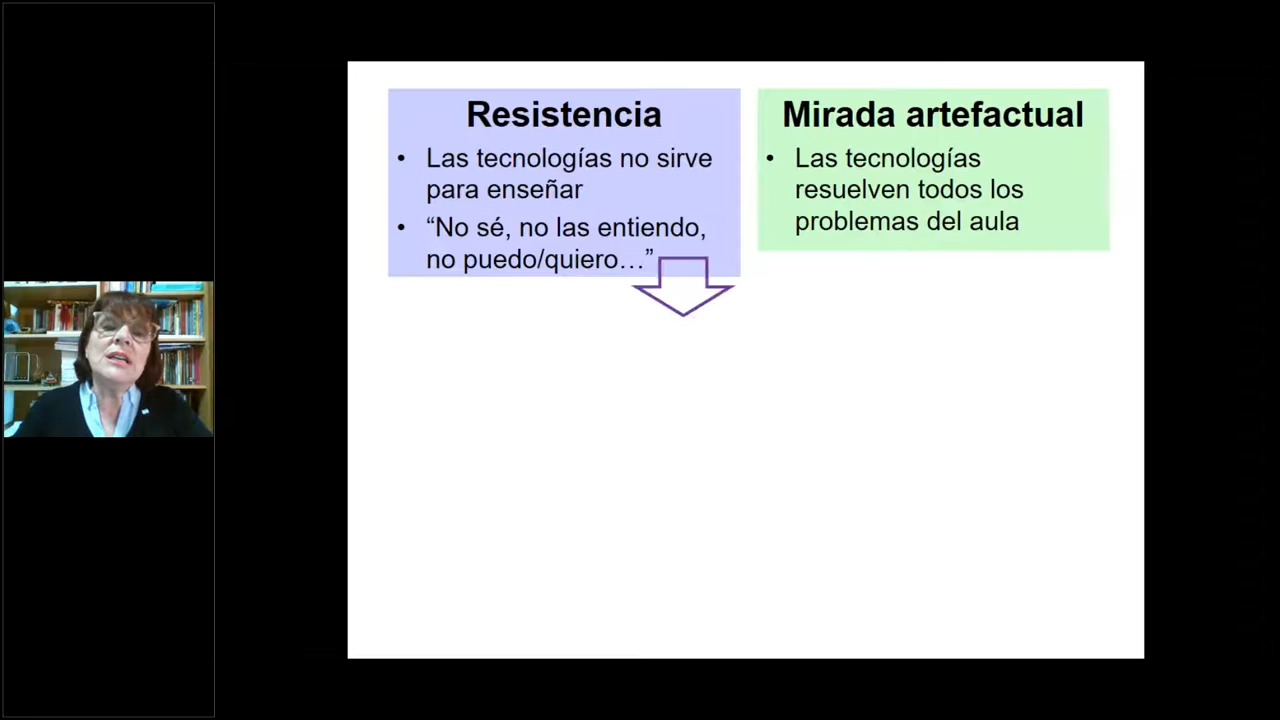 Resistencia
• Las tecnologías no sirve
para enseñar
• “No sé, no las entiendo,
no puedo/quiero…”
Mirada artefactual
• Las tecnologías
resuelven todos los
problemas del aula